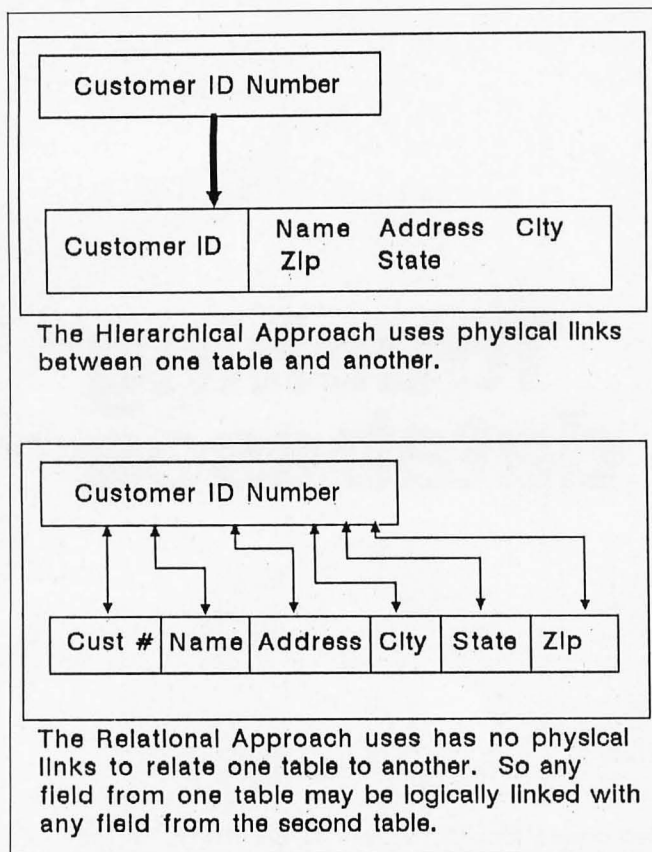 Customer ID Number
Customer ID
Name Address City
Zip State
The Hierarchical Approach uses physical links
between one table and another.
Customer ID Number
Cust # Name Address City State Zip
The Relational Approach uses has no physical
links to relate one table to another. So any
field from one table may be logically linked with
any field from the second table.